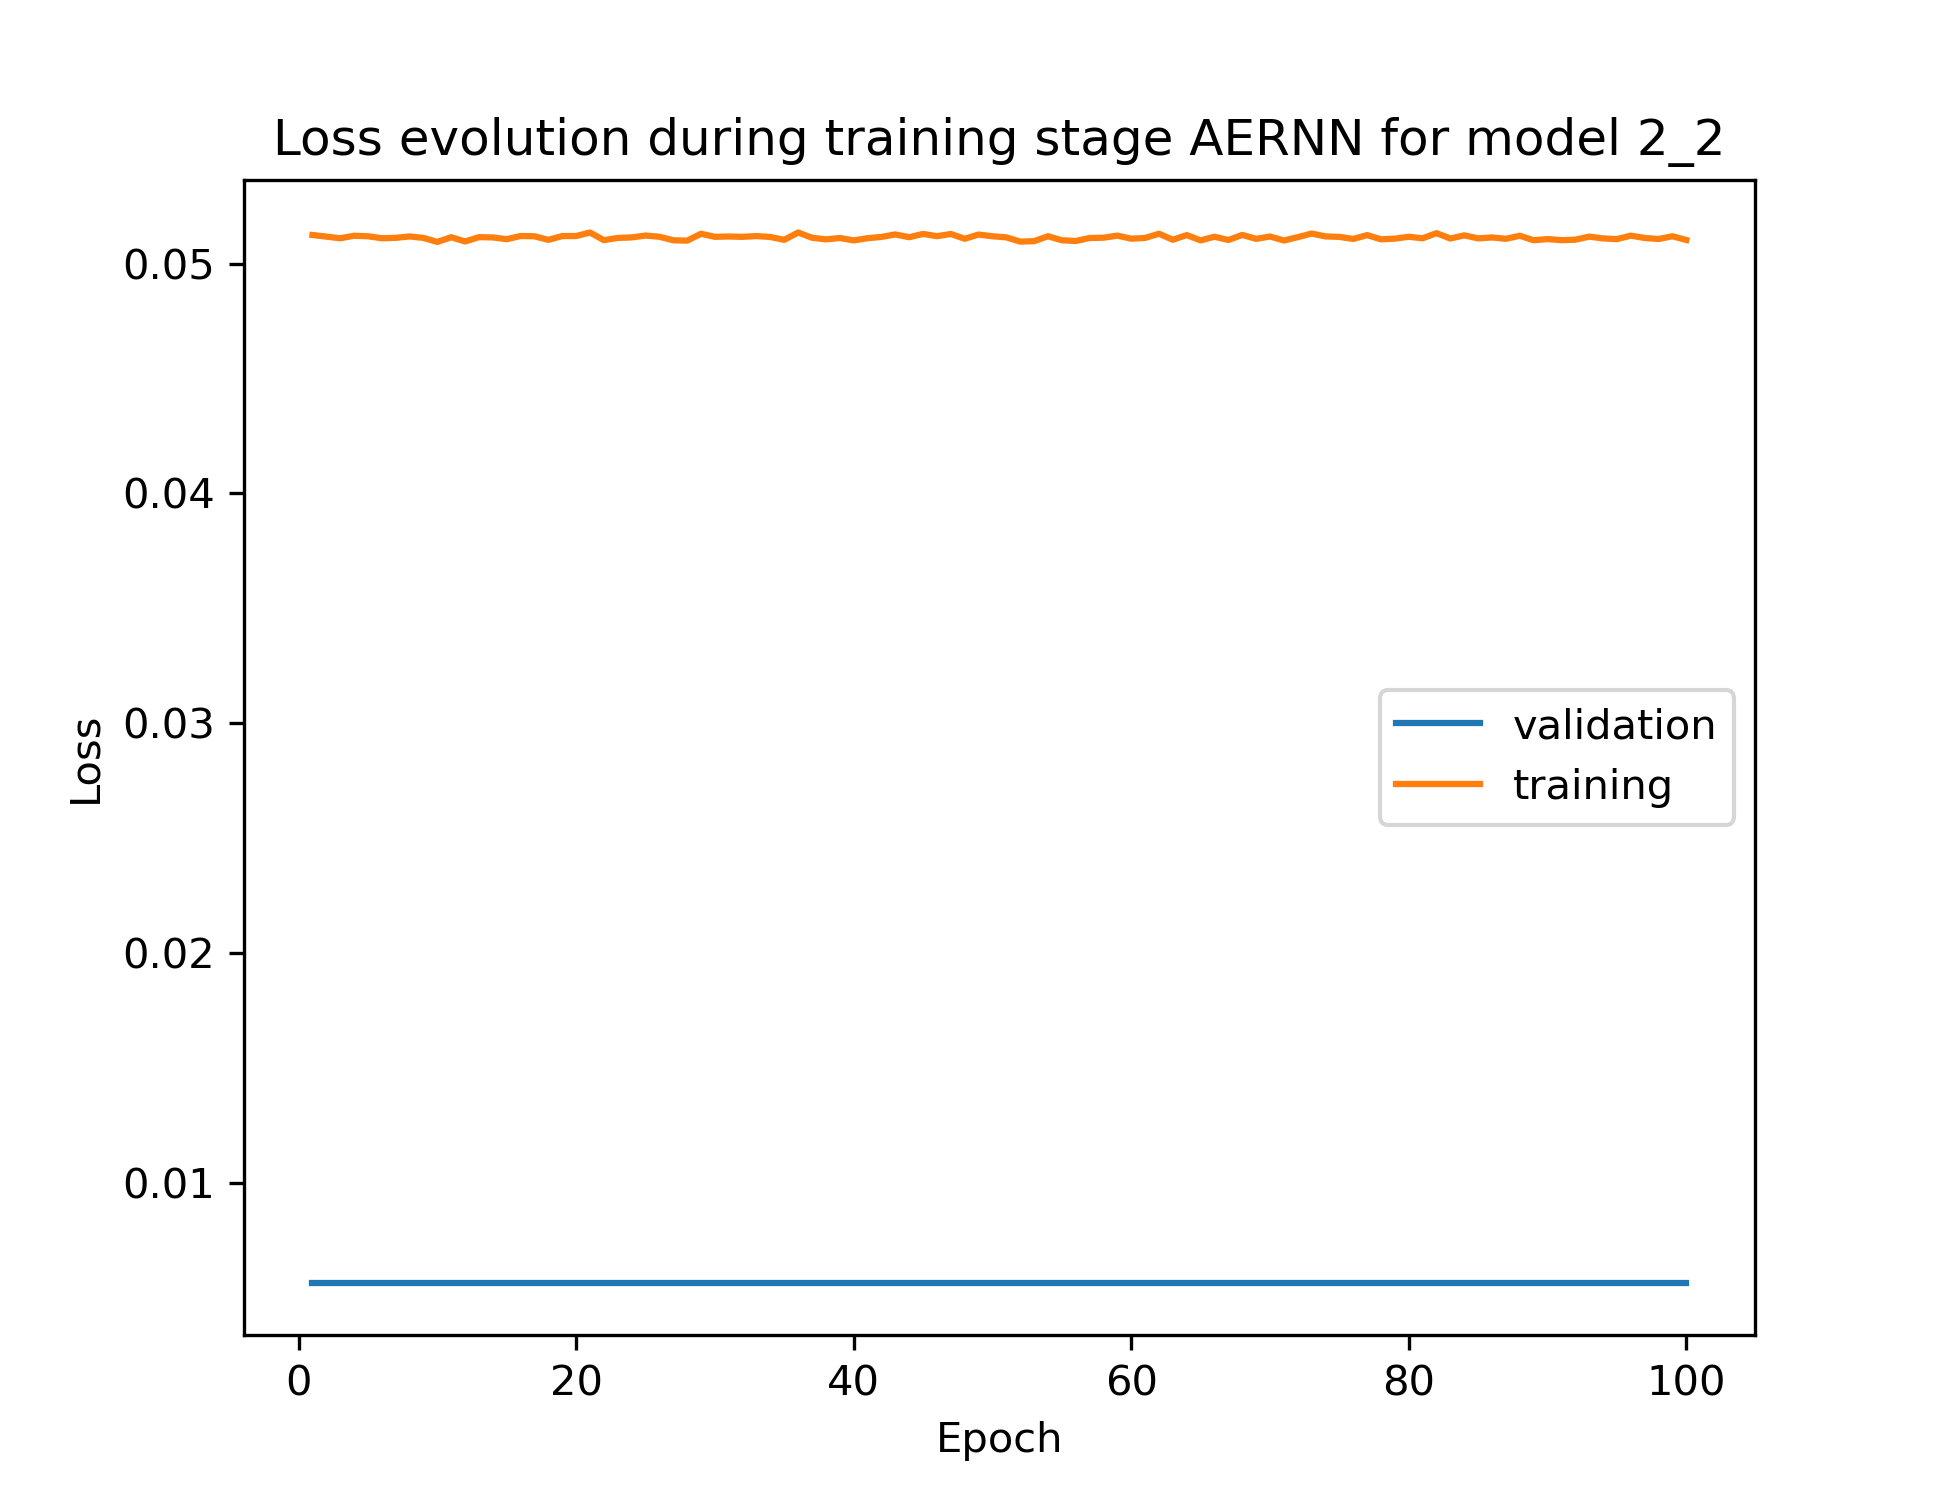 Loss evolution during training stage AERNN for model 2_2
0.05
0.04
0.03
0.02
0.01
Loss
validation
training
0 20 40 60 80 100
Epoch